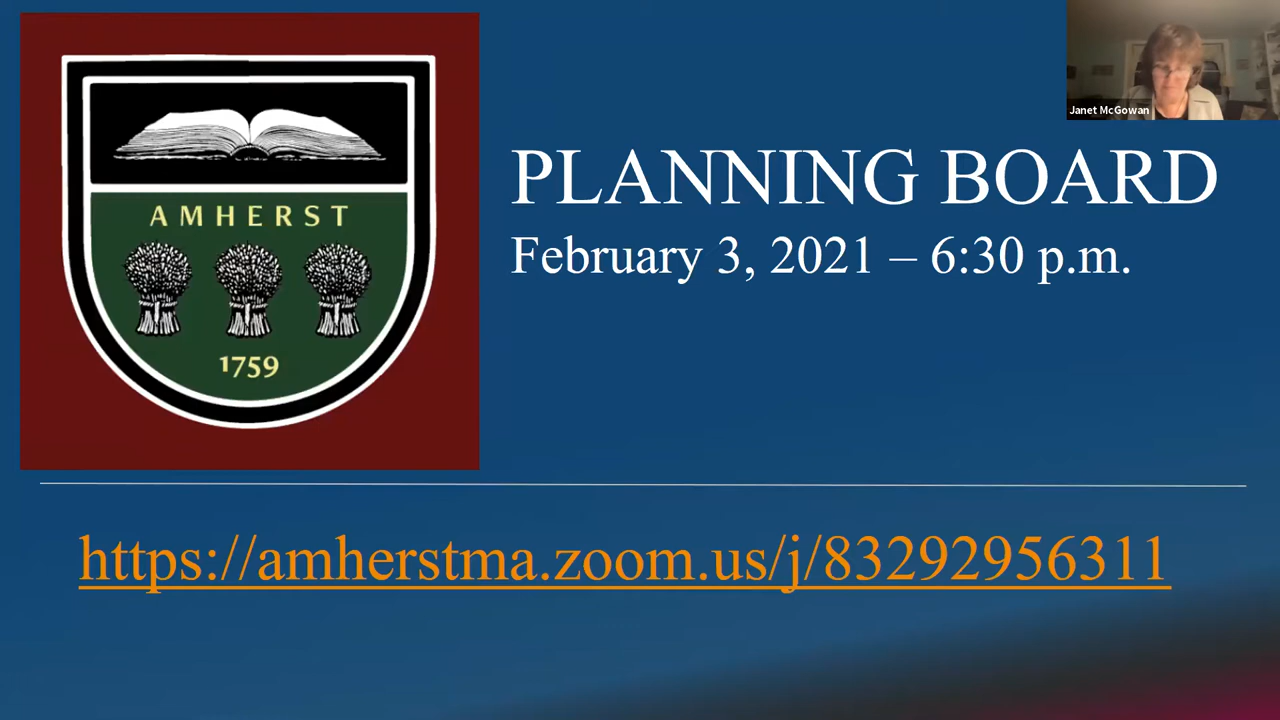 AMHERST
1759
PLANNING BOARD
February 3, 2021 – 6:30 p.m.
Janet McGowan
https://amherstma.zoom.us/j/83292956311